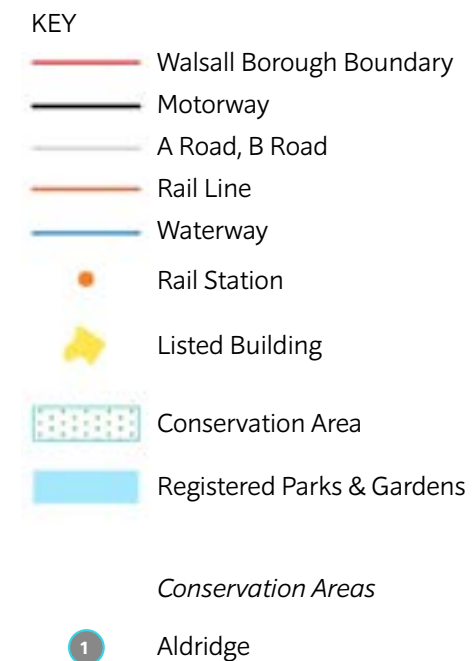 KEY
Walsall Borough Boundary
Motorway
A Road, B Road
Rail Line
Waterway
Rail Station
Listed Building
Conservation Area
Registered Parks & Gardens
Conservation Areas
1 Aldridge